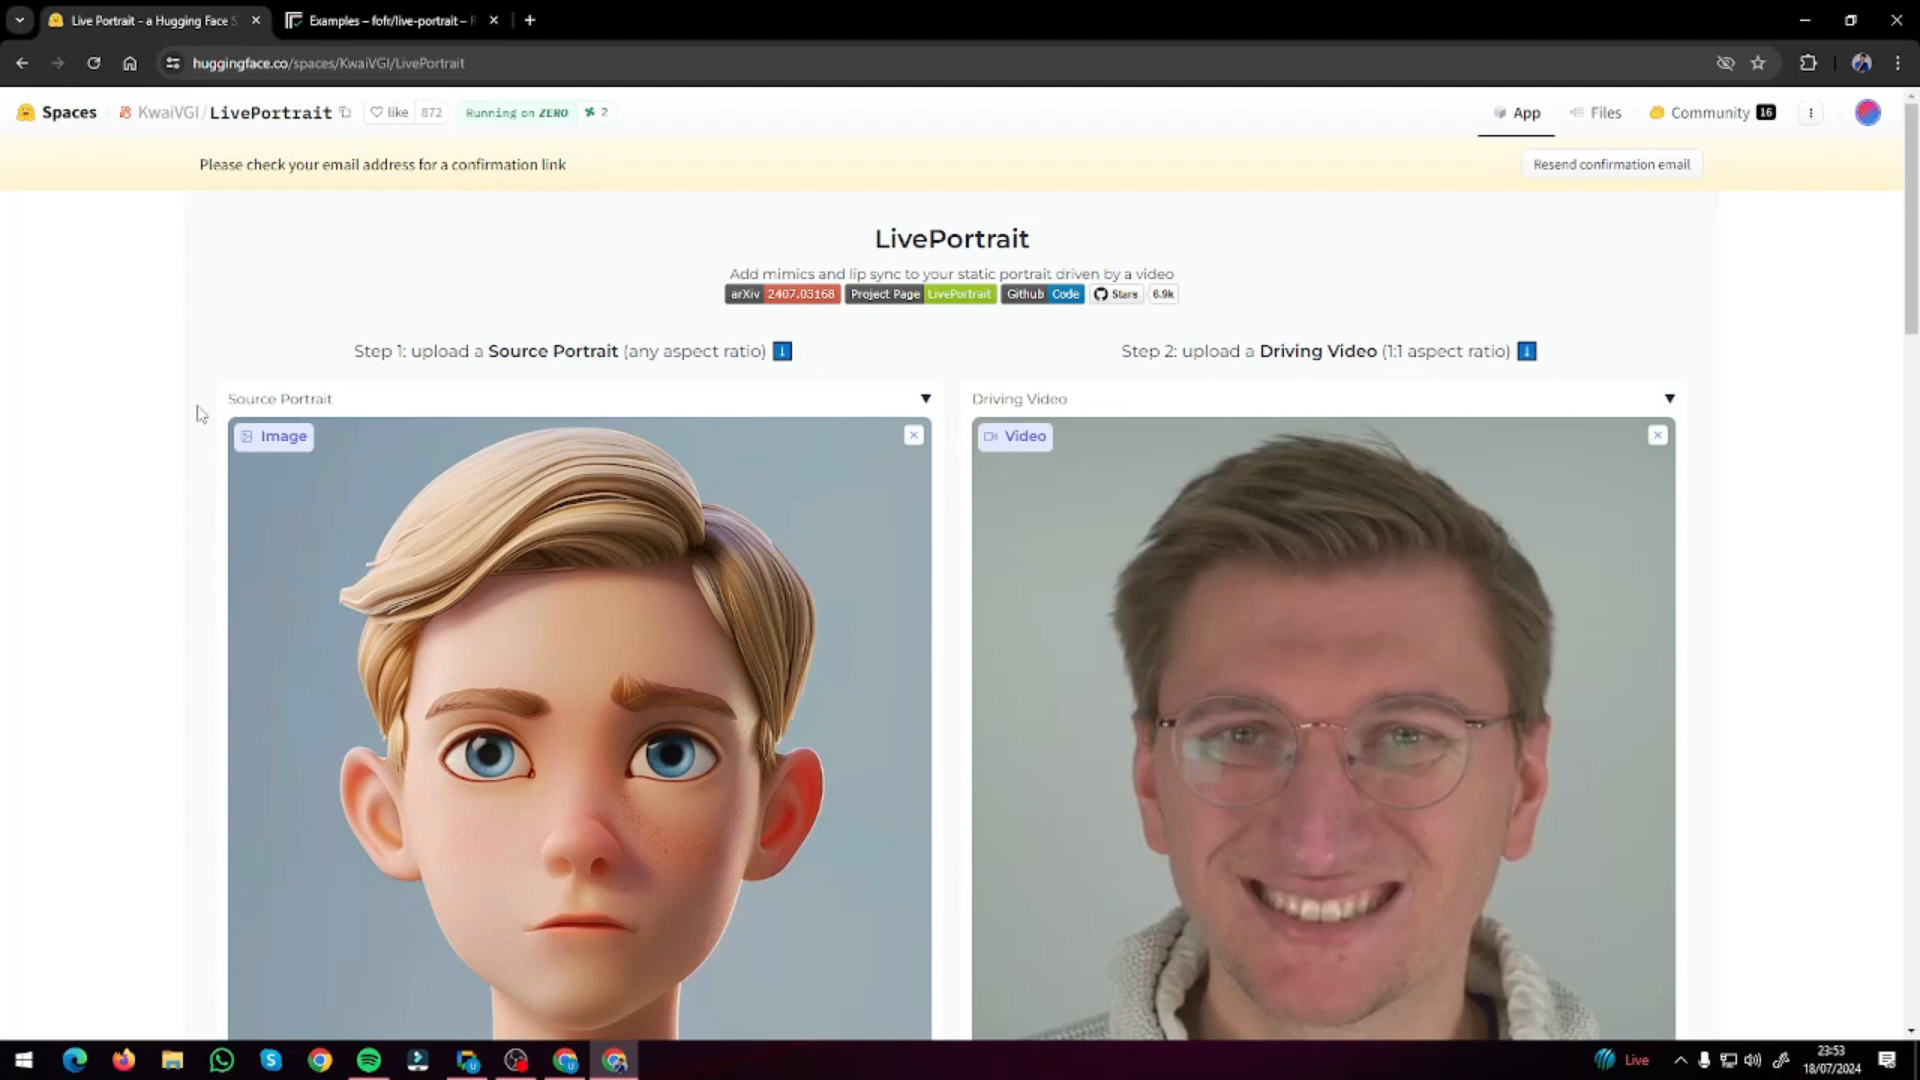 Live Portrait - a Hugging Face S
Examples – fofr/live-portrait – R
huggingface.co/spaces/KwaiVGI/LivePortrait
Spaces KwaiVGI/LivePortrait like 872 Running on ZERO 2 App Files Community 16
Please check your email address for a confirmation link Resend confirmation email
LivePortrait
Add mimics and lip sync to your static portrait driven by a video
arXiv 2407.03168 Project Page LivePortrait Github Code Stars 6.9k
Step 1: upload a Source Portrait (any aspect ratio) Step 2: upload a Driving Video (1:1 aspect ratio)
Source Portrait Driving Video
Image Video
Live
23:53
18/07/2024